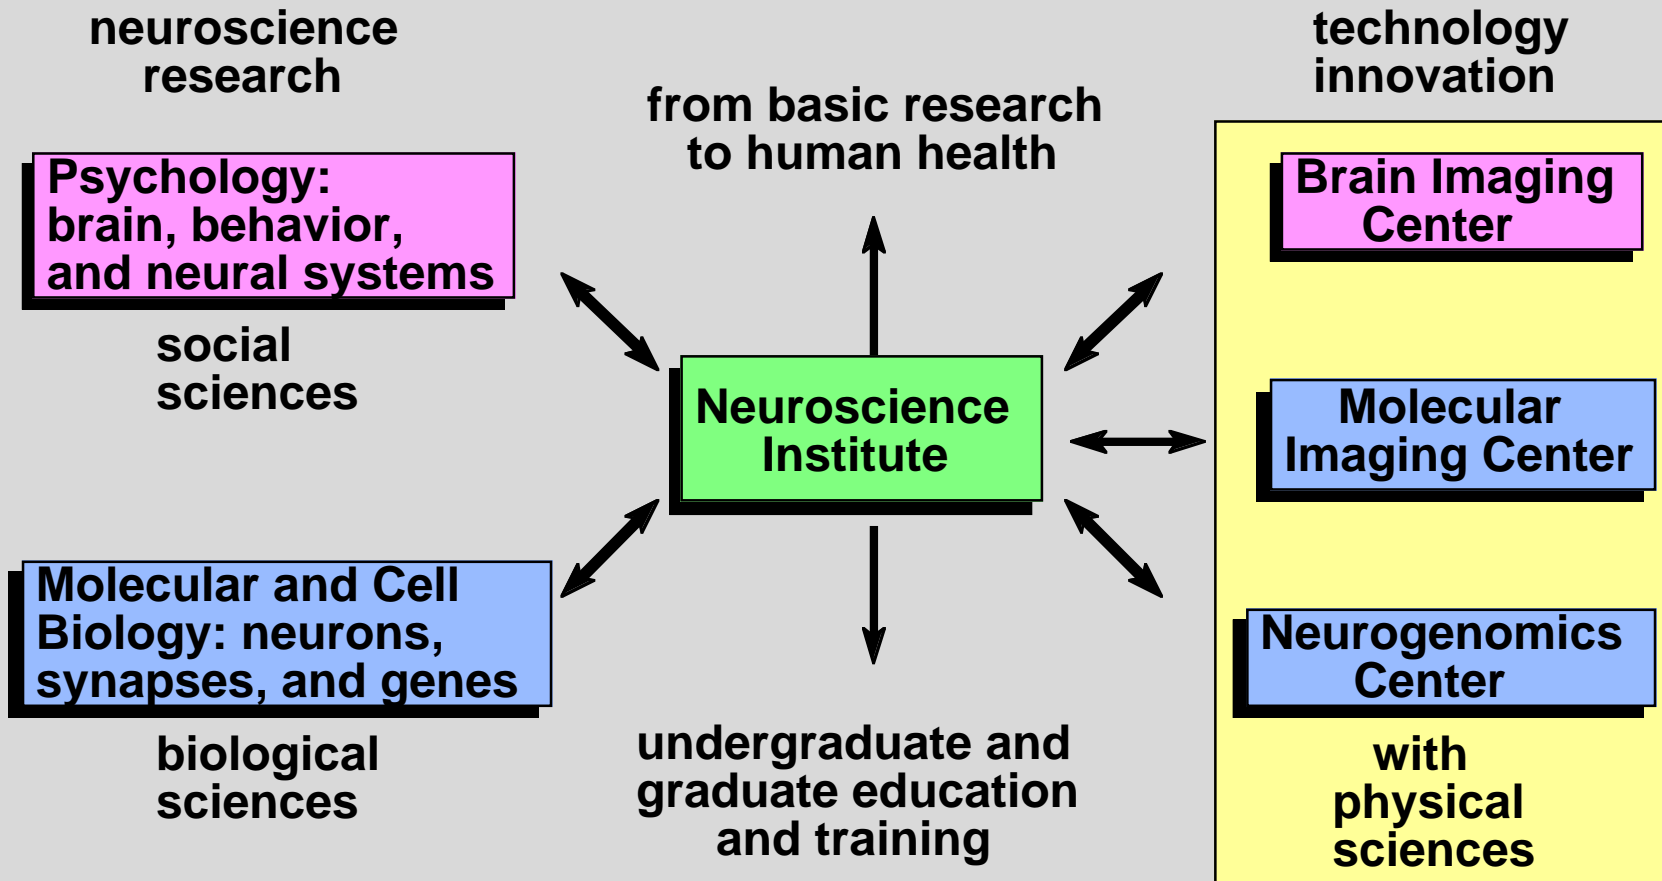 neuroscience
research
Psychology:
brain, behavior,
and neural systems
social
sciences
Molecular and Cell
Biology: neurons,
synapses, and genes
biological
sciences
from basic research
to human health
Neuroscience
Institute
undergraduate and
graduate education
and training
technology
innovation
Brain Imaging
Center
Molecular
Imaging Center
Neurogenomics
Center
with
physical
sciences